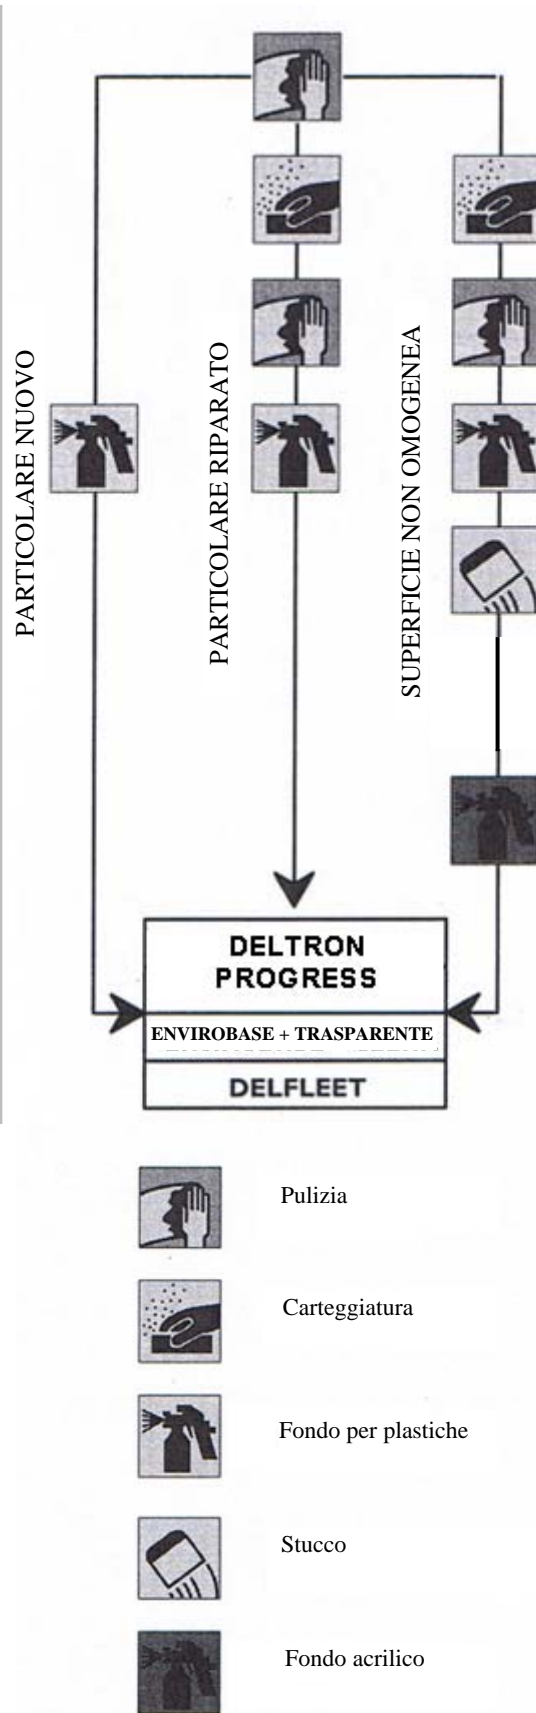 PARTICOLARE NUOVO
PARTICOLARE RIPARATO
SUPERFICIE NON OMOGENEA
DELTRON
PROGRESS
ENVIROBASE + TRASPARENTE
DELFLEET
Pulizia
Carteggiatura
Fondo per plastiche
Stucco
Fondo acrilico